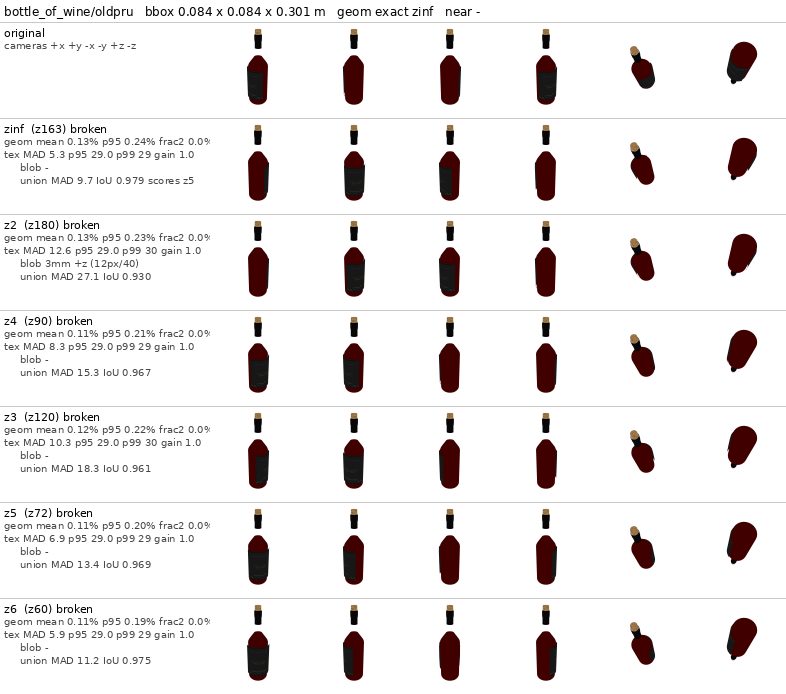 bottle_of_wine/oldpru bbox 0.084 x 0.084 x 0.301 m geom exact zinf near -
original
cameras +x +y -x -y +z -z
zinf (z163) broken
geom mean 0.13% p95 0.24% frac2 0.0%
tex MAD 5.3 p95 29.0 p99 29 gain 1.0
blob -
union MAD 9.7 IoU 0.979 scores z5
z2 (z180) broken
geom mean 0.13% p95 0.23% frac2 0.0%
tex MAD 12.6 p95 29.0 p99 30 gain 1.0
blob 3mm +z (12px/40)
union MAD 27.1 IoU 0.930
z4 (z90) broken
geom mean 0.11% p95 0.21% frac2 0.0%
tex MAD 8.3 p95 29.0 p99 29 gain 1.0
blob -
union MAD 15.3 IoU 0.967
z3 (z120) broken
geom mean 0.12% p95 0.22% frac2 0.0%
tex MAD 10.3 p95 29.0 p99 30 gain 1.0
blob -
union MAD 18.3 IoU 0.961
z5 (z72) broken
geom mean 0.11% p95 0.20% frac2 0.0%
tex MAD 6.9 p95 29.0 p99 29 gain 1.0
blob -
union MAD 13.4 IoU 0.969
z6 (z60) broken
geom mean 0.11% p95 0.19% frac2 0.0%
tex MAD 5.9 p95 29.0 p99 29 gain 1.0
blob -
union MAD 11.2 IoU 0.975